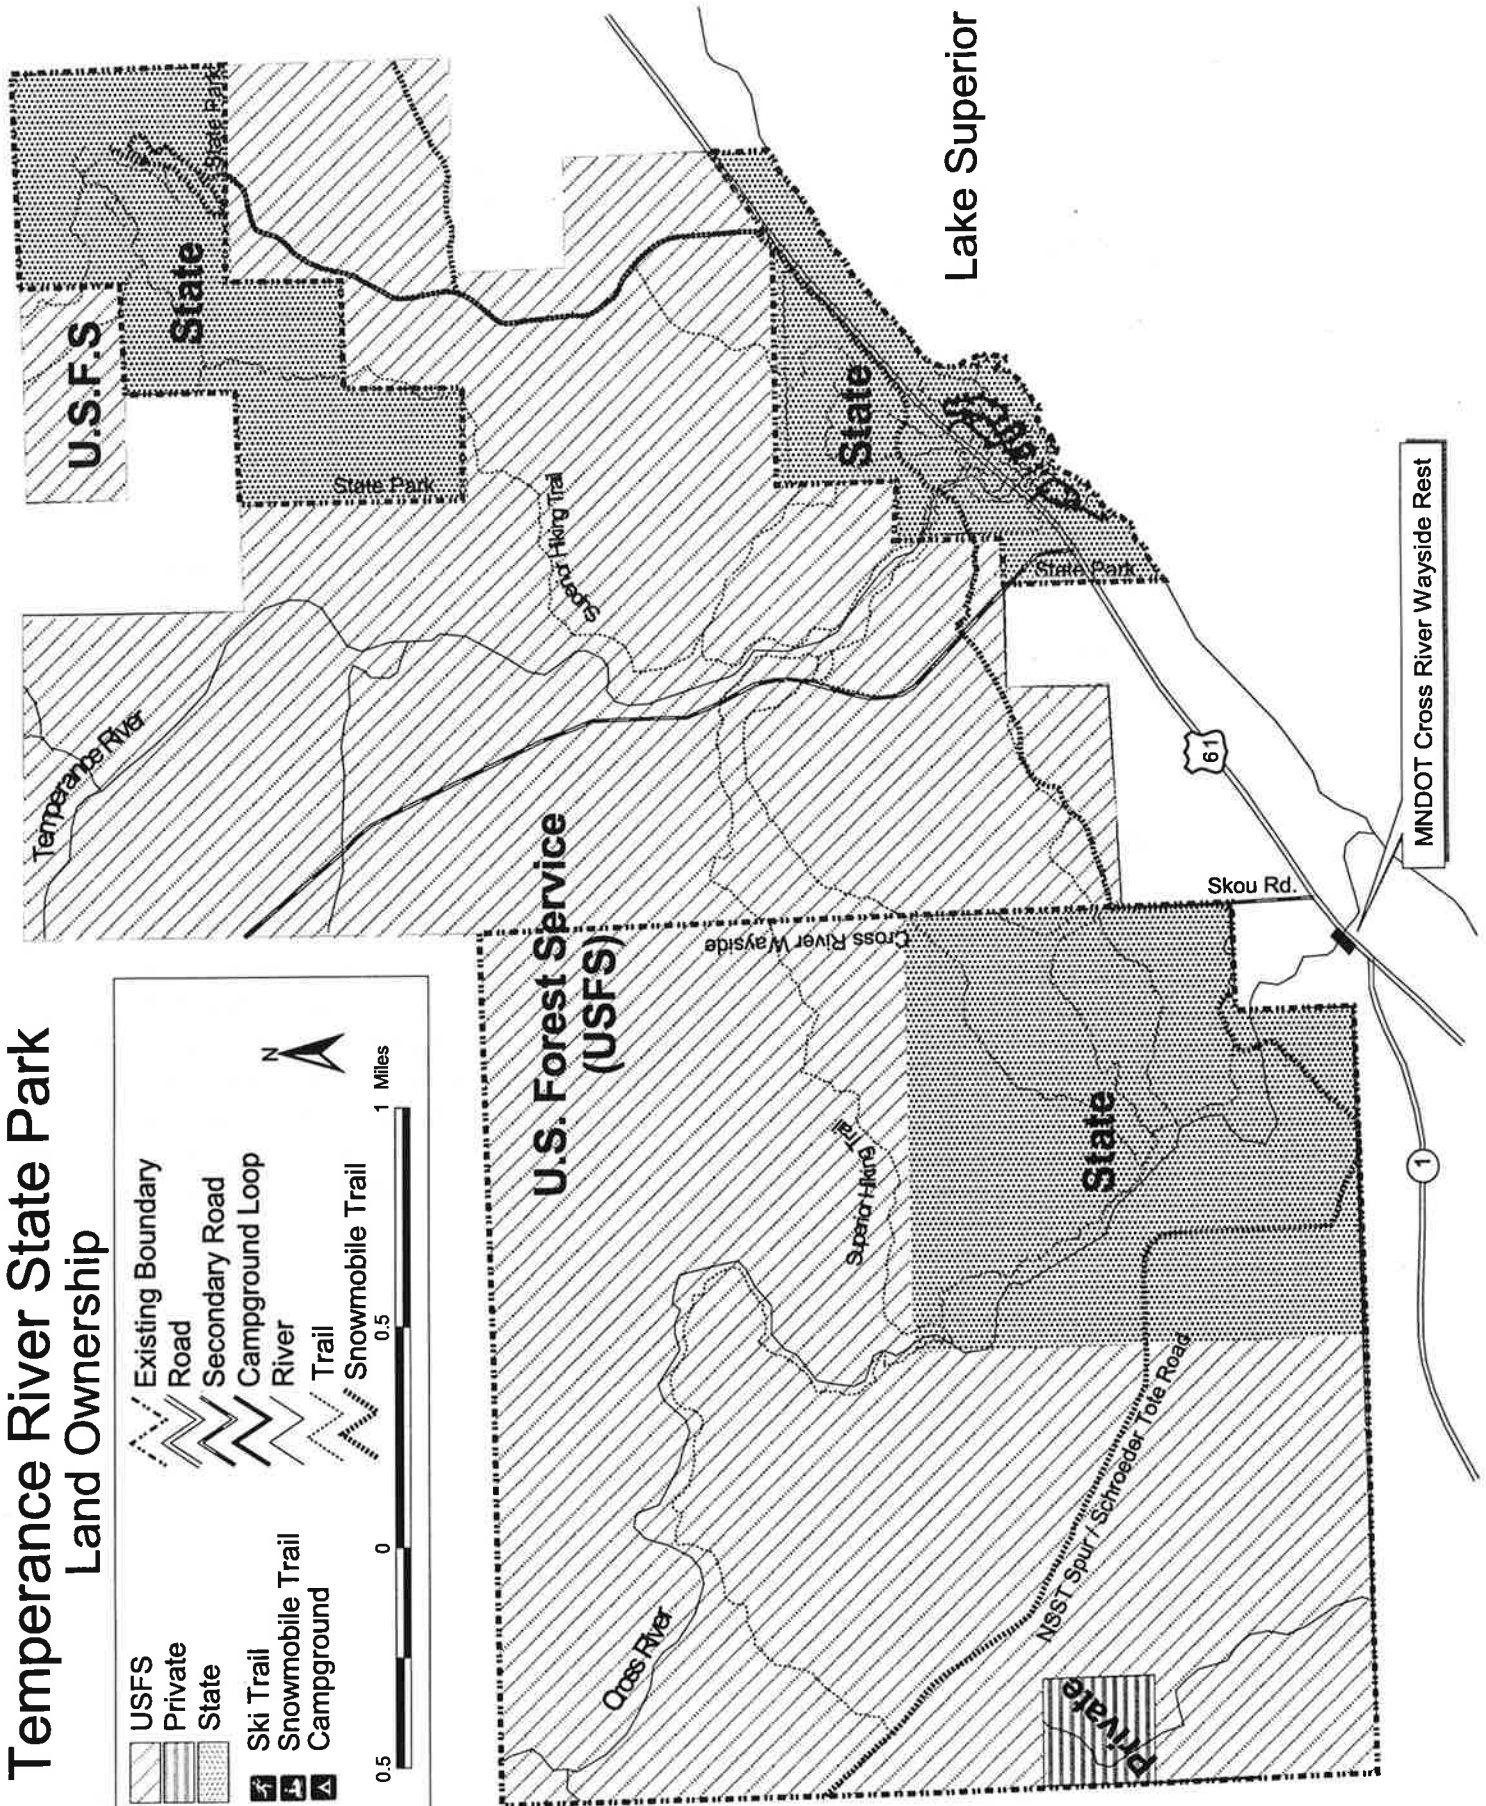 Temperance River State Park
Land Ownership
USFS
Private
State
Ski Trail
Snowmobile Trail
Campground
Existing Boundary
Road
Secondary Road
Campground Loop
River
Trail
Snowmobile Trail
N
0.5
0
0.5
1
Miles
U.S.F.S
State
State Park
State Park
Temperance River
Superior Hiking Trail
State
State Park
Lake Superior
U.S. Forest Service
(USFS)
Cross River Wayside
Superior Hiking Trail
Cross River
State
NSST Spur / Schroeder Tote Road
Private
Skou Rd.
61
1
MNDOT Cross River Wayside Rest